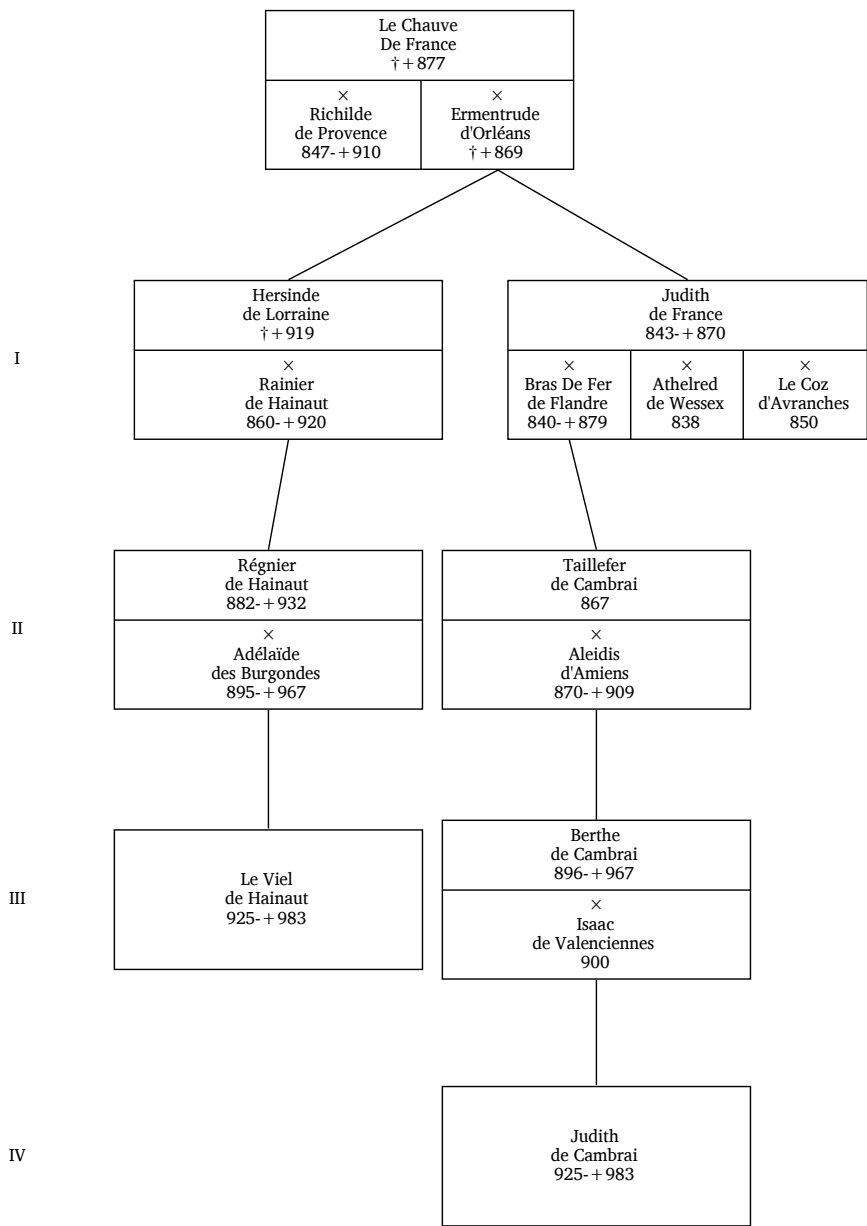 Le Chauve
De France
†+877
×
Richilde
de Provence
847-+910
×
Ermentrude
d'Orléans
†+869
I
Hersinde
de Lorraine
†+919
×
Rainier
de Hainaut
860-+920
Judith
de France
843-+870
×
Bras De Fer
de Flandre
840-+879
×
Athelred
de Wessex
838
×
Le Coz
d'Avranches
850
II
Régnier
de Hainaut
882-+932
×
Adélaïde
des Burgondes
895-+967
Taillefer
de Cambrai
867
×
Aleidis
d'Amiens
870-+909
III
Le Viel
de Hainaut
925-+983
Berthe
de Cambrai
896-+967
×
Isaac
de Valenciennes
900
IV
Judith
de Cambrai
925-+983